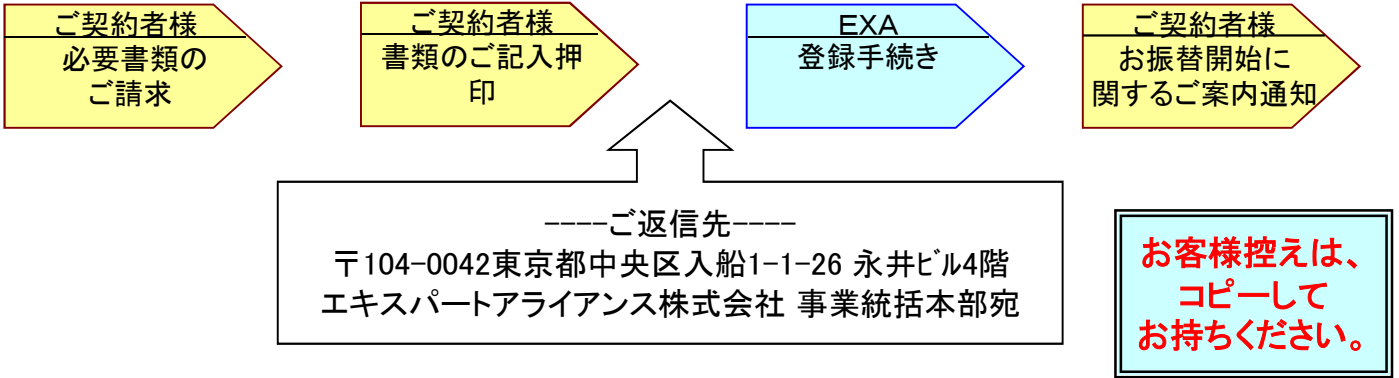 ご契約者様
必要書類の
ご請求
ご契約者様
書類のご記入押
印
EXA
登録手続き
ご契約者様
お振替開始に
関するご案内通知
----ご返信先----
〒104-0042東京都中央区入船1-1-26 永井ﾋﾞﾙ4階
エキスパートアライアンス株式会社 事業統括本部宛
お客様控えは、
コピーして
お持ちください。